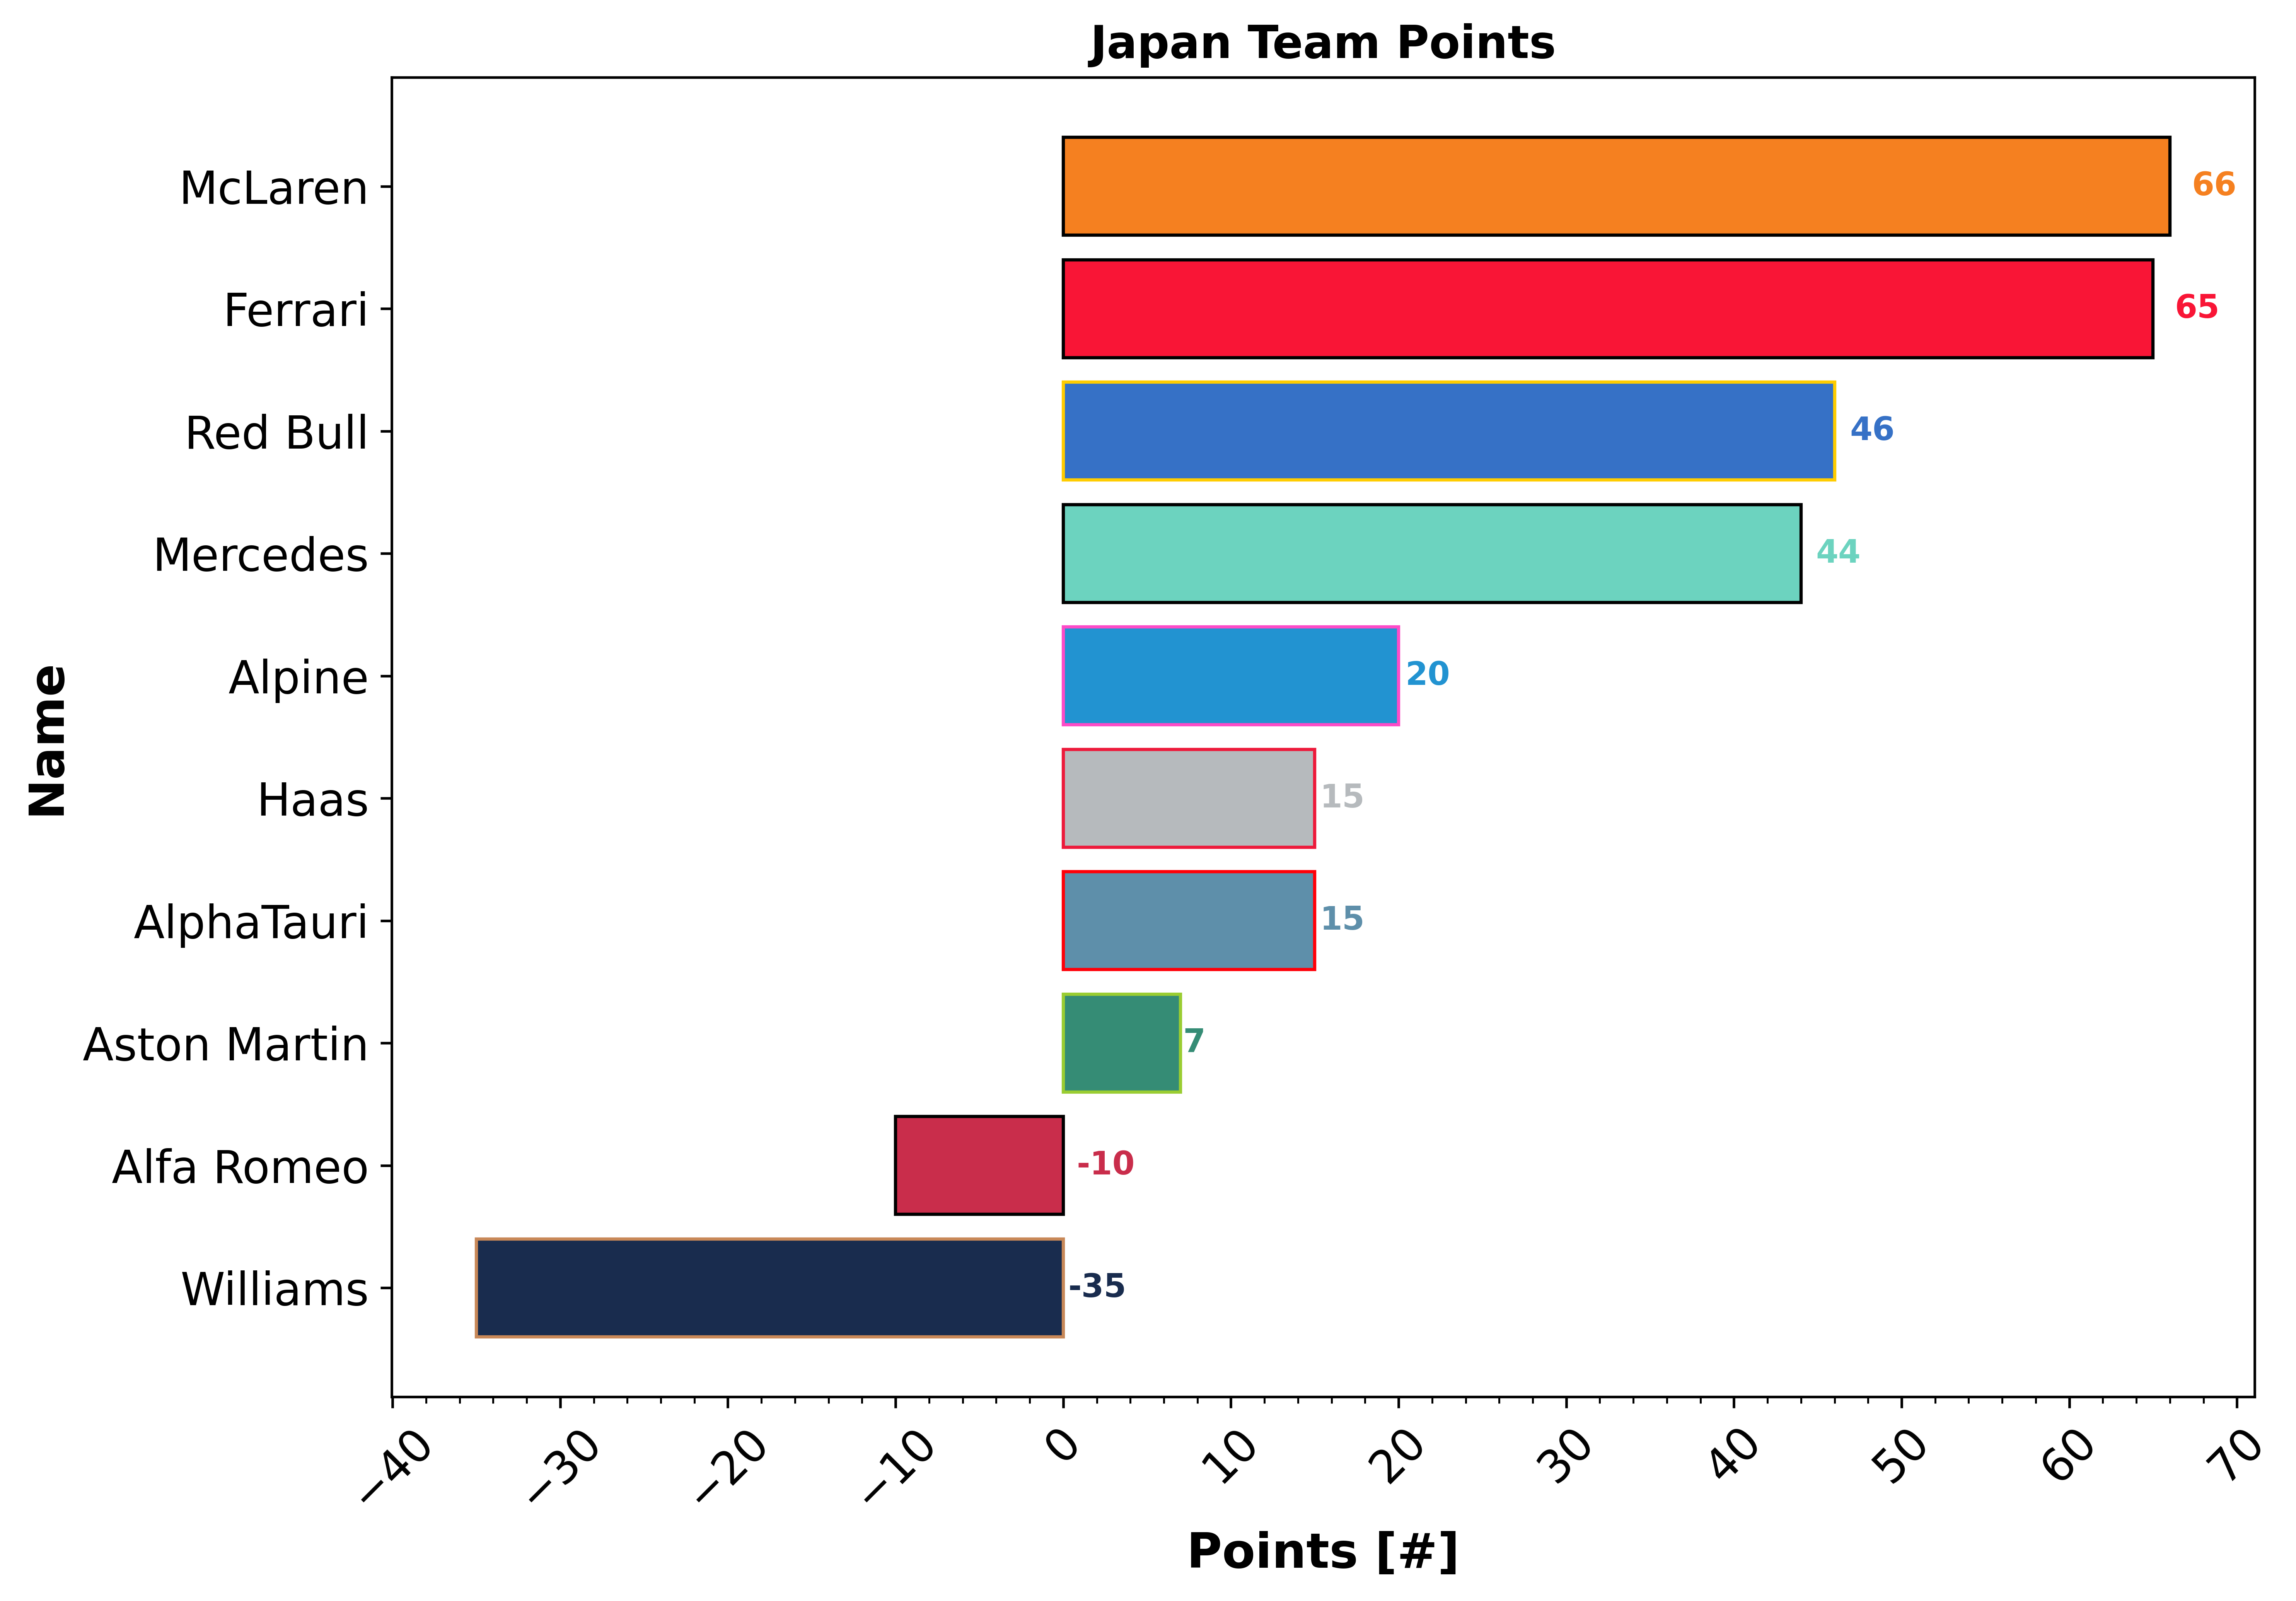 Japan Team Points
McLaren 66
Ferrari 65
Red Bull 46
Mercedes 44
Alpine 20
Haas 15
AlphaTauri 15
Aston Martin 7
Alfa Romeo -10
Williams -35
Name
−40 −30 −20 −10 0 10 20 30 40 50 60 70
Points [#]